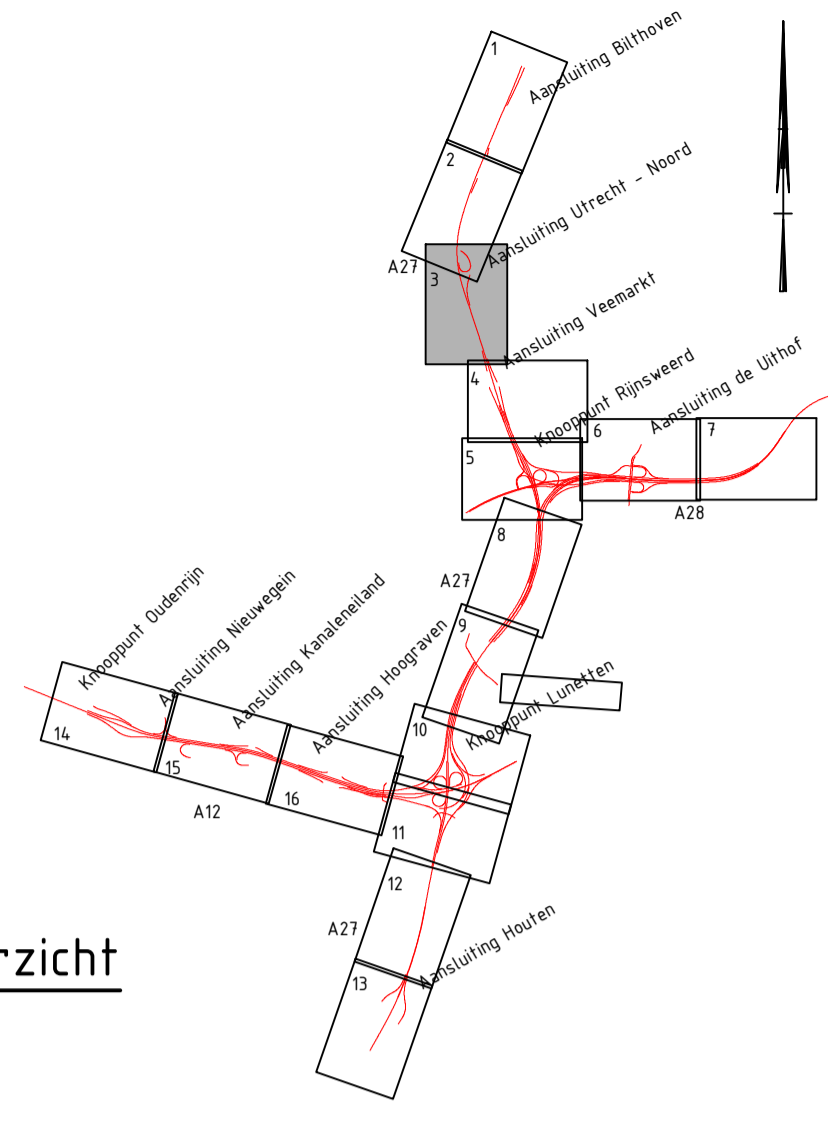 1
Aansluiting Bilthoven
2
Aansluiting Utrecht - Noord
A27
3
Aansluiting Veemarkt
4
Knooppunt Rijnsweerd
Aansluiting de Uithof
5
6
7
A28
8
A27
9
Knooppunt Oudenrijn
Aansluiting Nieuwegein
Aansluiting Kanaleneiland
Aansluiting Hoograven
Knooppunt Lunetten
10
14
15
16
A12
11
12
A27
Aansluiting Houten
13
rzicht